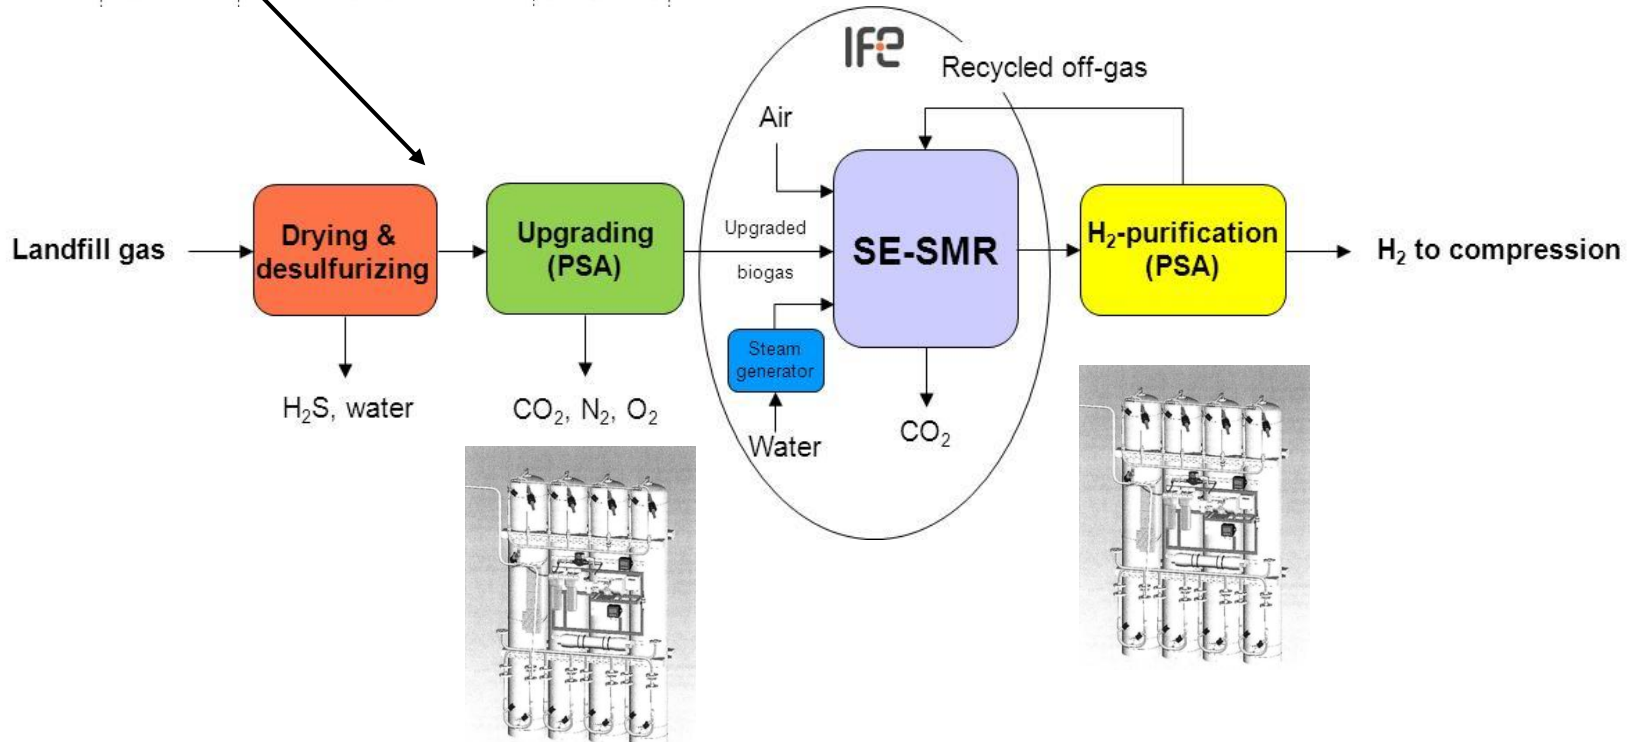 IFE
Recycled off-gas
Air
Landfill gas
Drying &
desulfurizing
Upgrading
(PSA)
Upgraded
biogas
SE-SMR
H₂-purification
(PSA)
H₂ to compression
Steam
generator
H₂S, water
CO₂, N₂, O₂
Water
CO₂